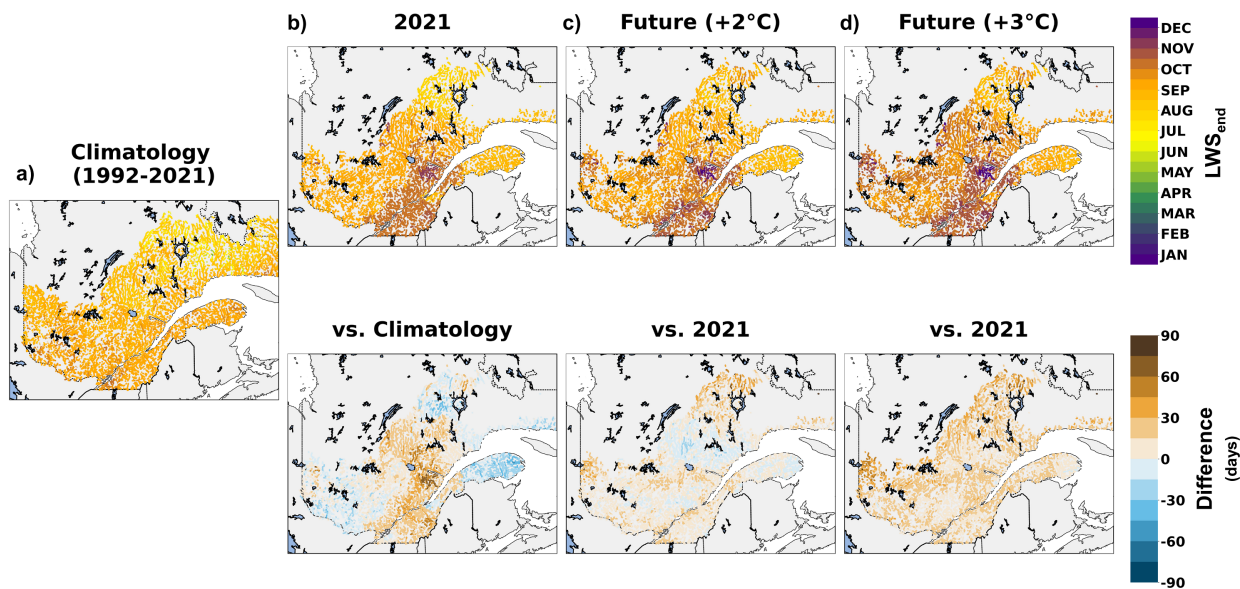 b)
2021
c)
Future (+2°C)
d)
Future (+3°C)
a)
Climatology
(1992-2021)
DEC
NOV
OCT
SEP
AUG
JUL
JUN
MAY
APR
MAR
FEB
JAN
LWSend
vs. Climatology
vs. 2021
vs. 2021
90
60
30
0
-30
-60
-90
Difference
(days)